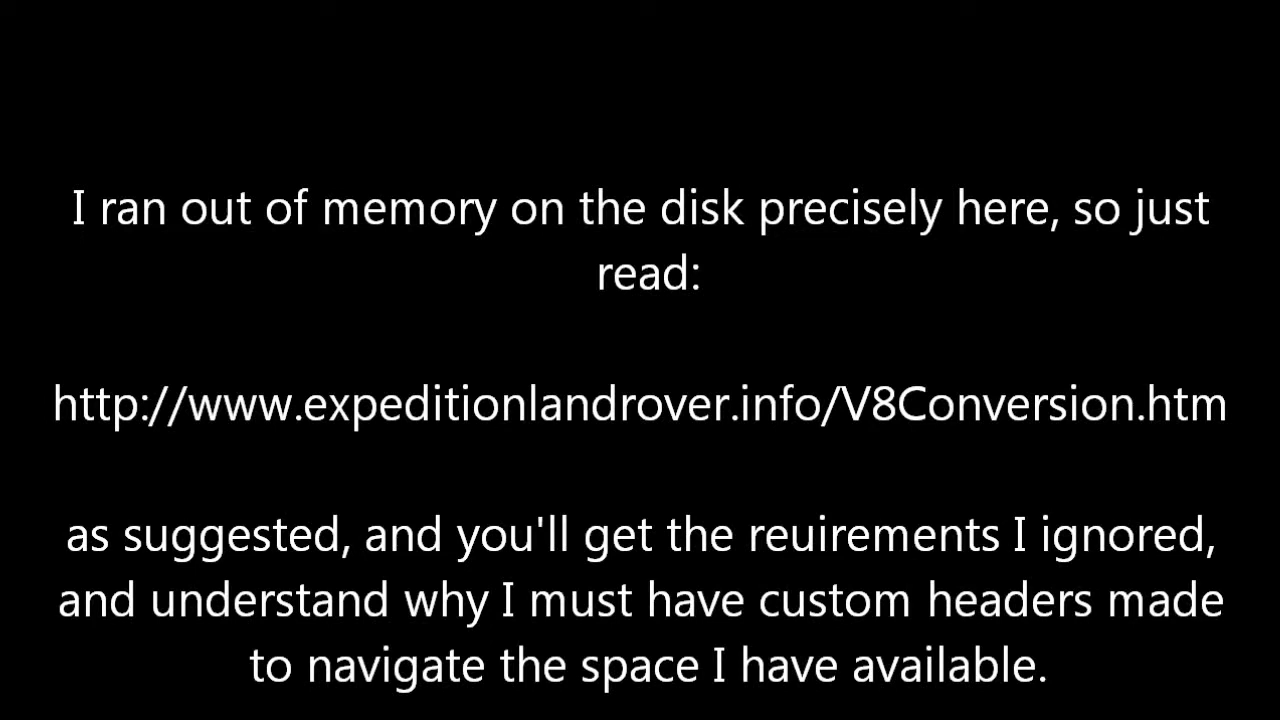 I ran out of memory on the disk precisely here, so just
read:
http://www.expeditionlandrover.info/V8Conversion.htm
as suggested, and you'll get the reuirements I ignored,
and understand why I must have custom headers made
to navigate the space I have available.